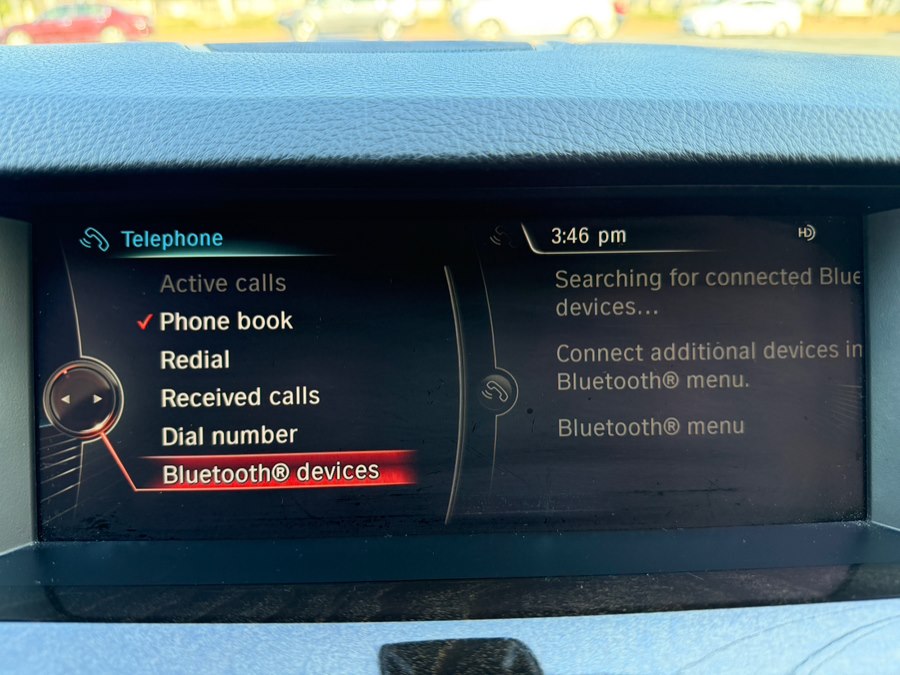 Telephone
Active calls
Phone book
Redial
Received calls
Dial number
Bluetooth® devices
3:46 pm
HD
Searching for connected Blue
devices...
Connect additional devices in
Bluetooth® menu.
Bluetooth® menu